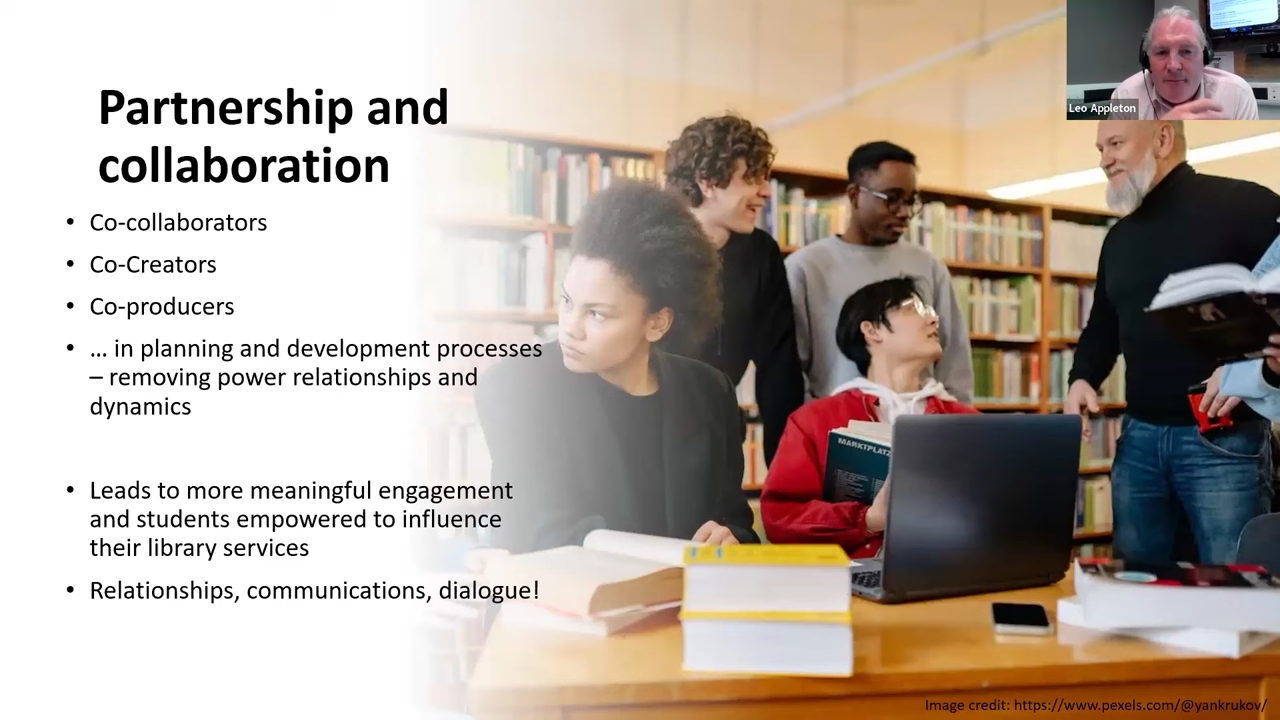 Partnership and
collaboration
• Co-collaborators
• Co-Creators
• Co-producers
• … in planning and development processes
– removing power relationships and
dynamics
• Leads to more meaningful engagement
and students empowered to influence
their library services
• Relationships, communications, dialogue!
Leo Appleton
MARKTPLATZ
Image credit: https://www.pexels.com/@yankrukov/